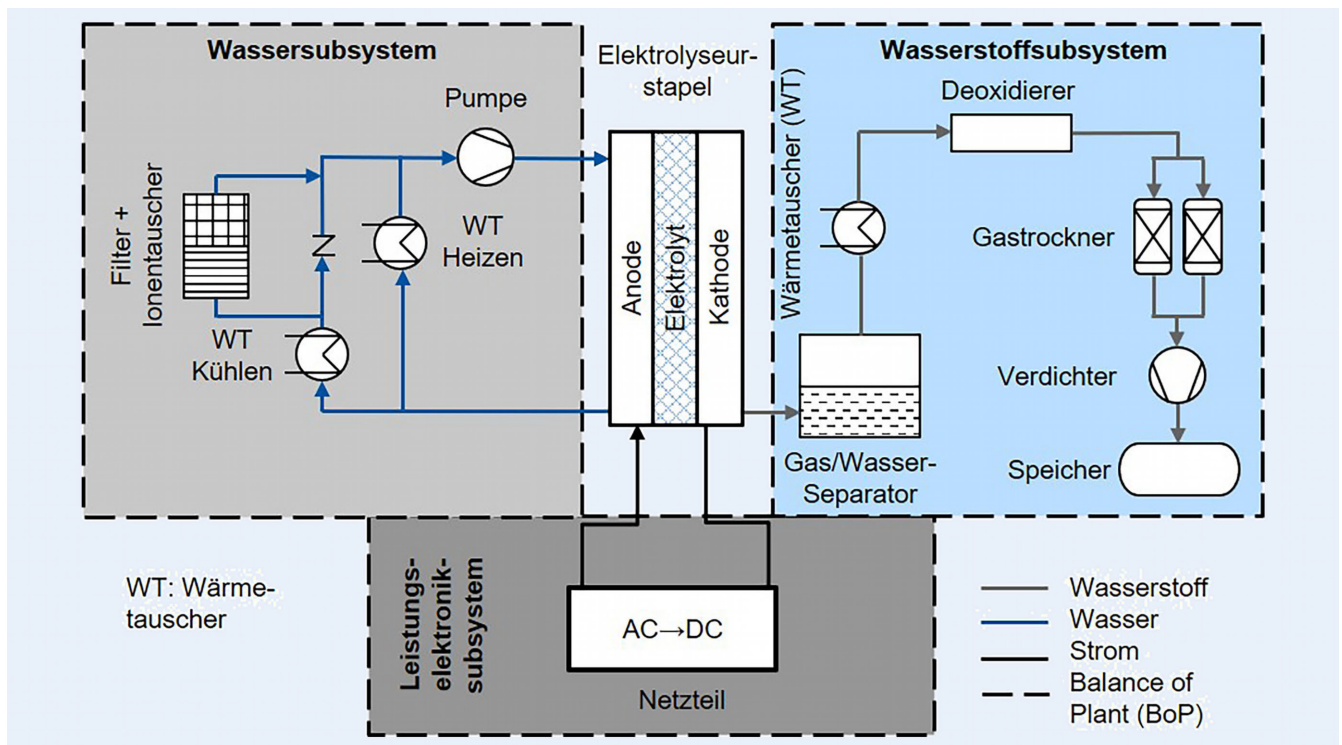 Wassersubsystem
Pumpe
Filter +
Ionentauscher
WT
Heizen
WT
Kühlen
Elektrolyseur-
stapel
Anode
Elektrolyt
Kathode
Wasserstoffsubsystem
Deoxidierer
Wärmetauscher (WT)
Gastrockner
Verdichter
Gas/Wasser-
Separator
Speicher
Leistungs-
elektronik-
subsystem
AC→DC
Netzteil
WT: Wärme-
tauscher
Wasserstoff
Wasser
Strom
Balance of
Plant (BoP)